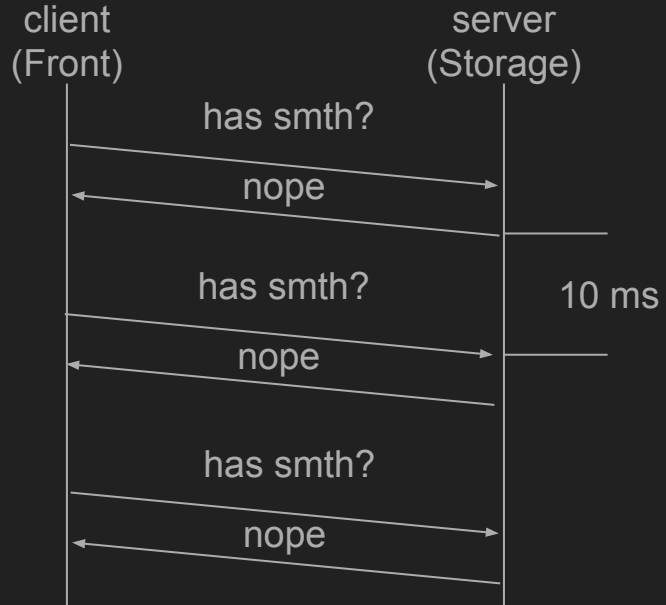 client
(Front)
server
(Storage)
has smth?
nope
has smth?
10 ms
nope
has smth?
nope